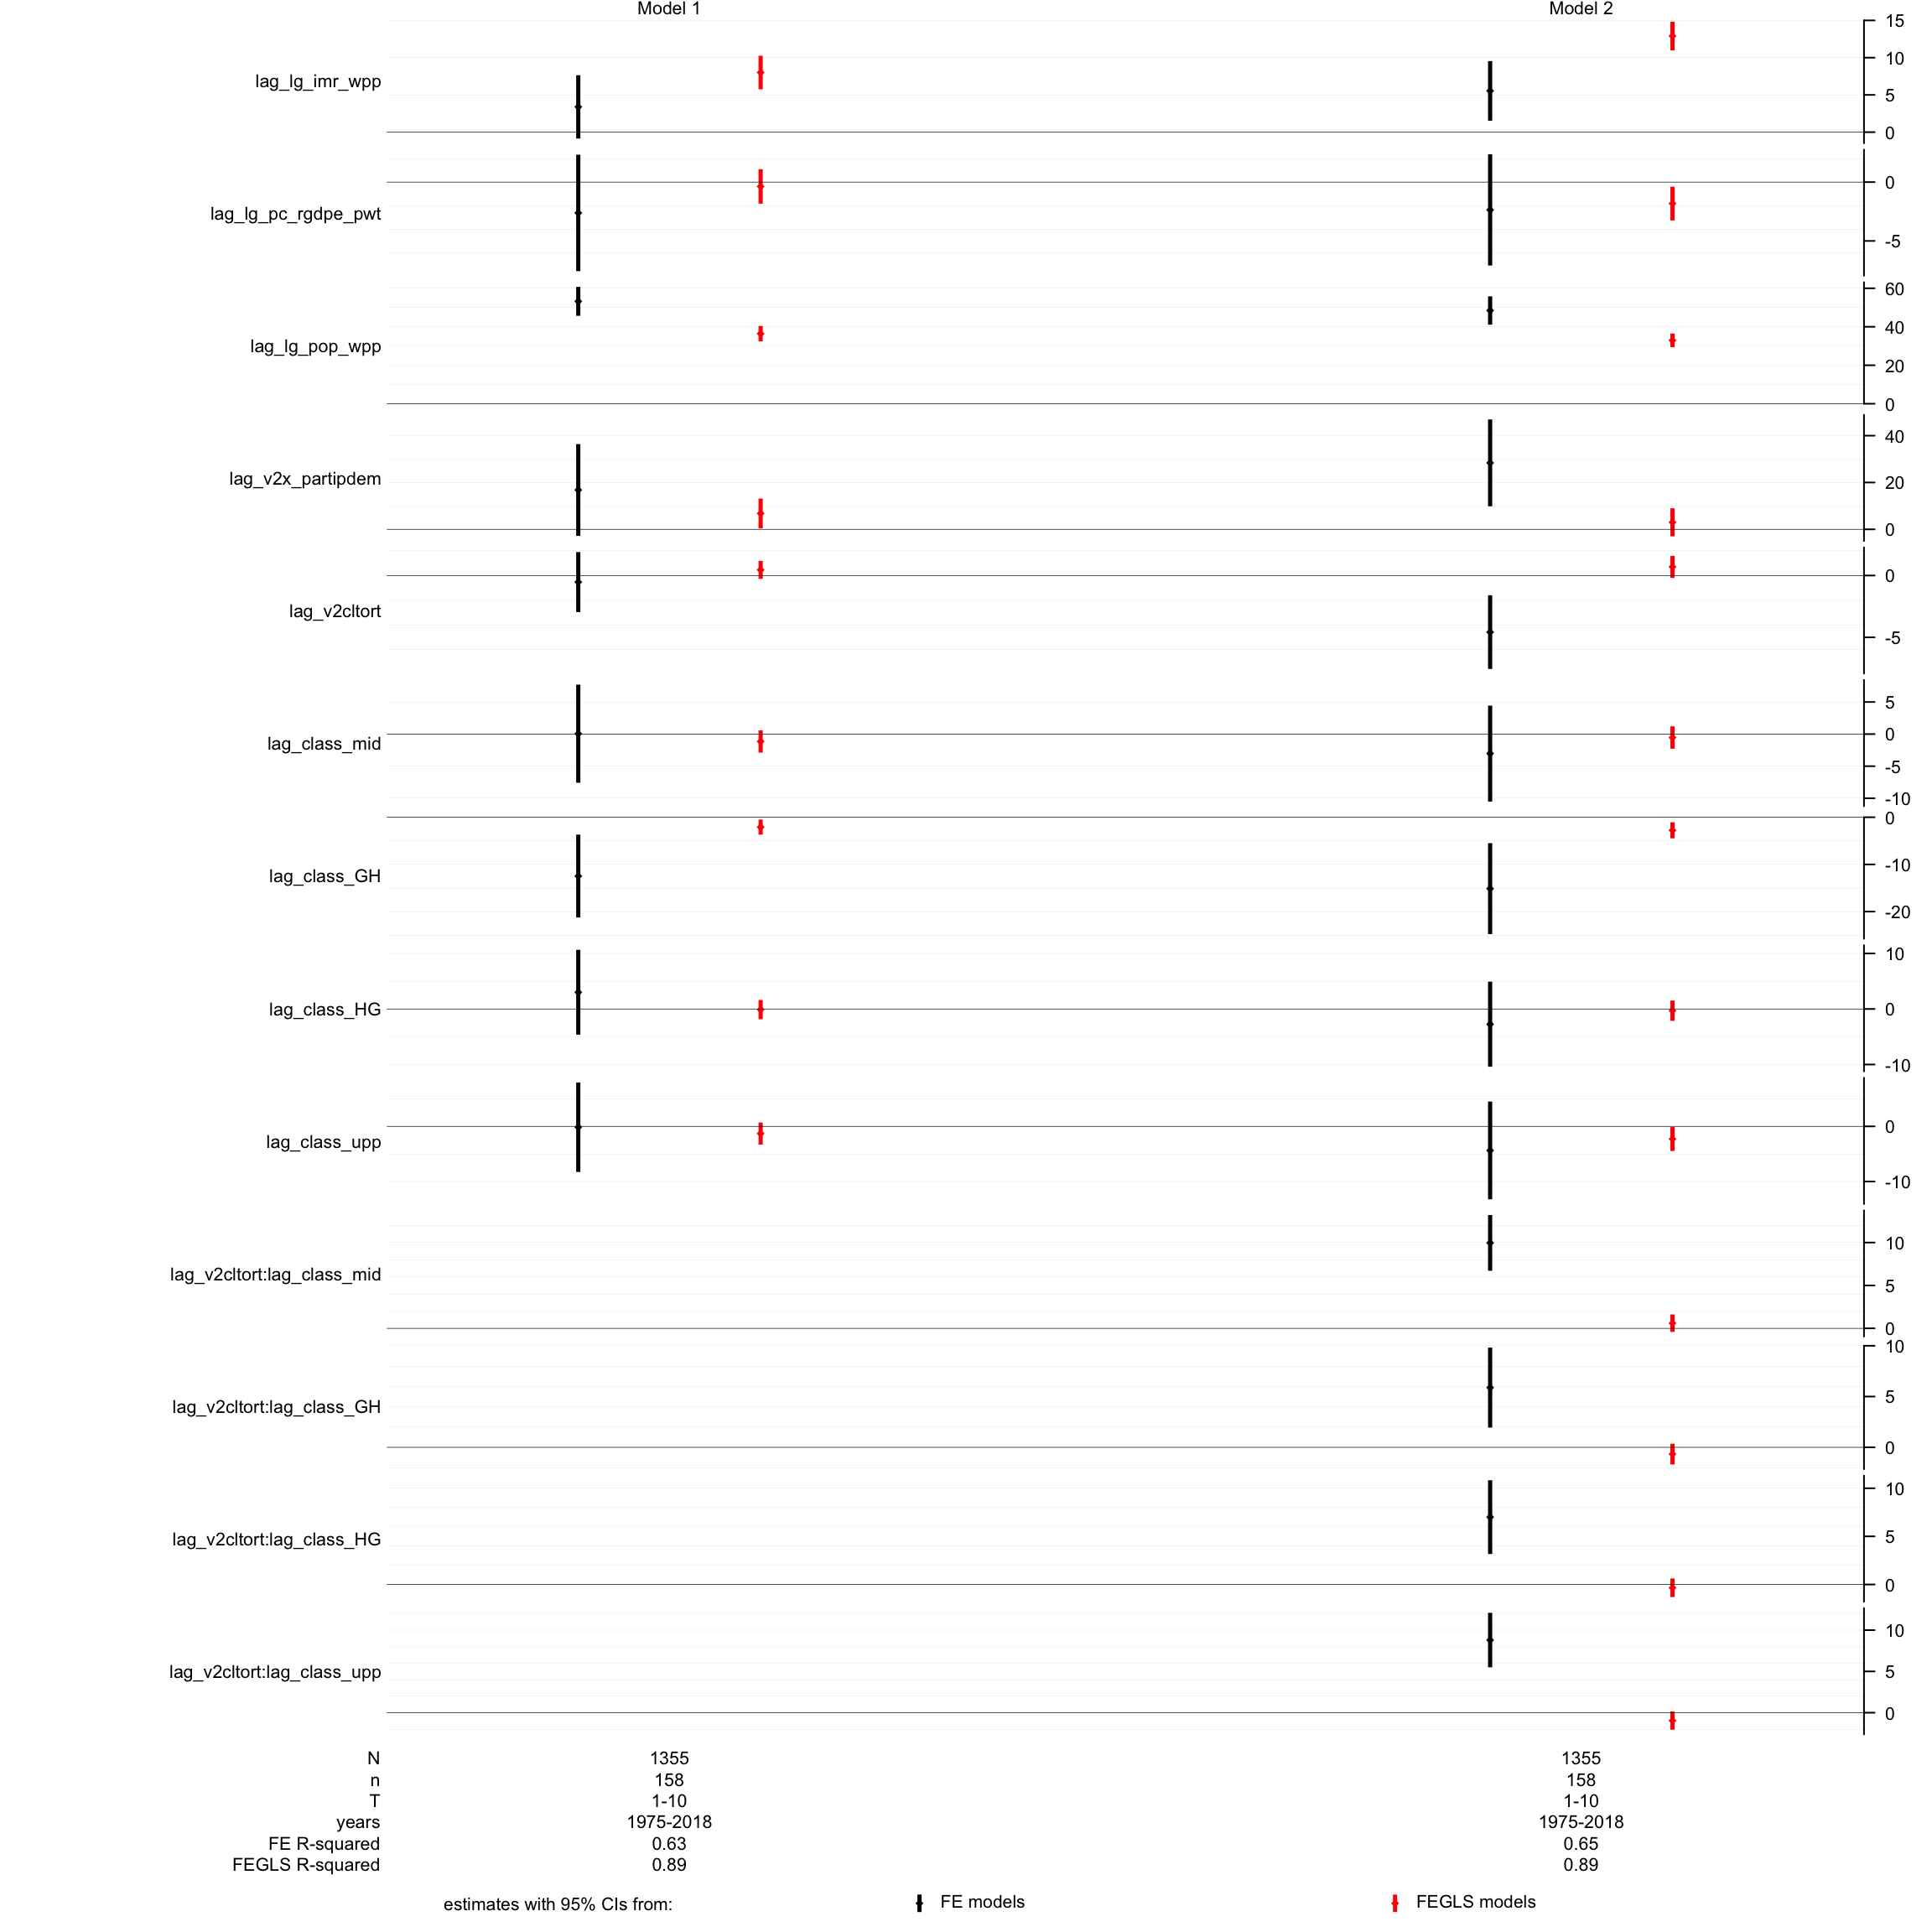 Model 1 Model 2
15
10
lag_lg_imr_wpp
5
0
0
lag_lg_pc_rgdpe_pwt
-5
60
40
lag_lg_pop_wpp
20
0
40
lag_v2x_partipdem
20
0
0
lag_v2cltort
-5
5
0
lag_class_mid
-5
-10
0
-10
lag_class_GH
-20
10
lag_class_HG 0
-10
0
lag_class_upp
-10
10
lag_v2cltort:lag_class_mid
5
0
10
5
lag_v2cltort:lag_class_GH
0
10
5
lag_v2cltort:lag_class_HG
0
10
5
lag_v2cltort:lag_class_upp
0
N 1355 1355
n 158 158
T 1-10 1-10
years 1975-2018 1975-2018
FE R-squared 0.63 0.65
FEGLS R-squared 0.89 0.89
estimates with 95% CIs from: FE models FEGLS models